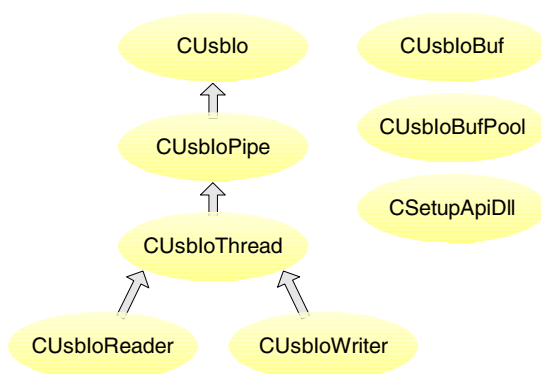 CUsbIo
CUsbIoBuf
CUsbIoPipe
CUsbIoBufPool
CSetupApiDll
CUsbIoThread
CUsbIoReader
CUsbIoWriter